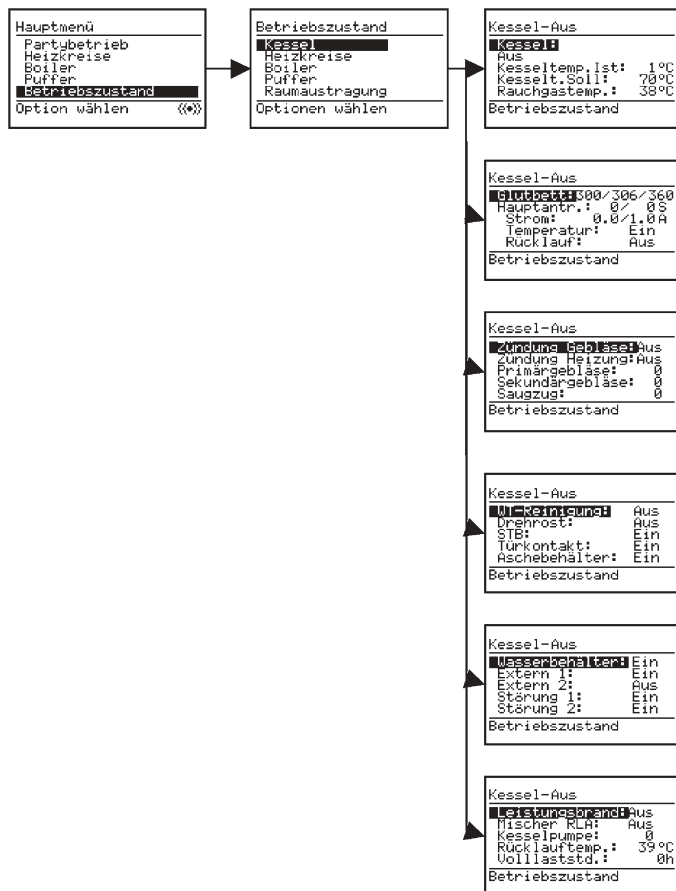 Hauptmenü
Partybetrieb
Heizkreise
Boiler
Puffer
Betriebszustand
Option wählen
Betriebszustand
Kessel
Heizkreise
Boiler
Puffer
Raumaustragung
Optionen wählen
Kessel-Aus
Kessel:
Aus
Kesseltemp.Ist: 1°C
Kesselt.Soll: 70°C
Rauchgastemp.: 38°C
Betriebszustand
Kessel-Aus
Glutbett:300/306/360
Hauptantr.: 0/ 0S
Strom: 0.0/1.0A
Temperatur: Ein
Rücklauf: Aus
Betriebszustand
Kessel-Aus
Zündung Gebläse:Aus
Zündung Heizung:Aus
Primärgebläse: 0
Sekundärgebläse: 0
Saugzug: 0
Betriebszustand
Kessel-Aus
WT-Reinigung: Aus
Drehrost: Aus
STB: Ein
Türkontakt: Ein
Aschebehälter: Ein
Betriebszustand
Kessel-Aus
Wasserbehälter:Ein
Extern 1: Ein
Extern 2: Aus
Störung 1: Ein
Störung 2: Ein
Betriebszustand
Kessel-Aus
Leistungsbrand:Aus
Mischer RLA: Aus
Kesselpumpe: 0
Rücklauftemp.: 39°C
Volllaststd.: 0h
Betriebszustand